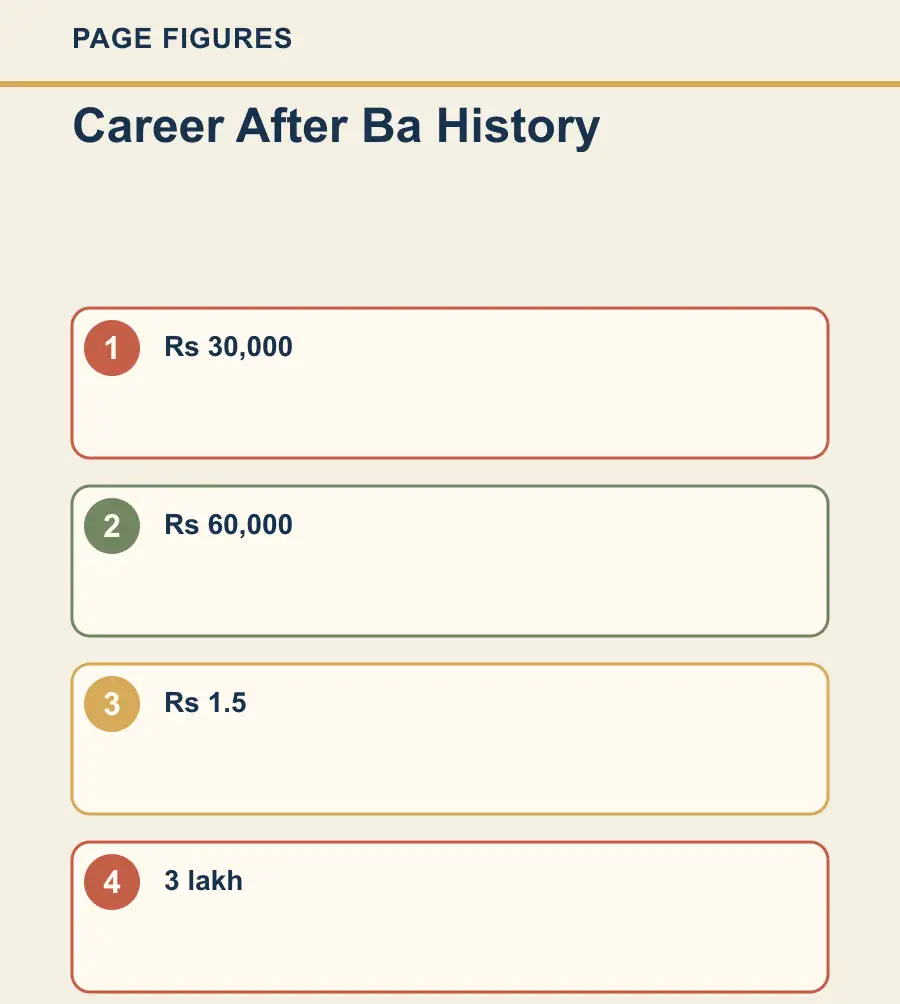 PAGE FIGURES
Career After Ba History
1 Rs 30,000
2 Rs 60,000
3 Rs 1.5
4 3 lakh